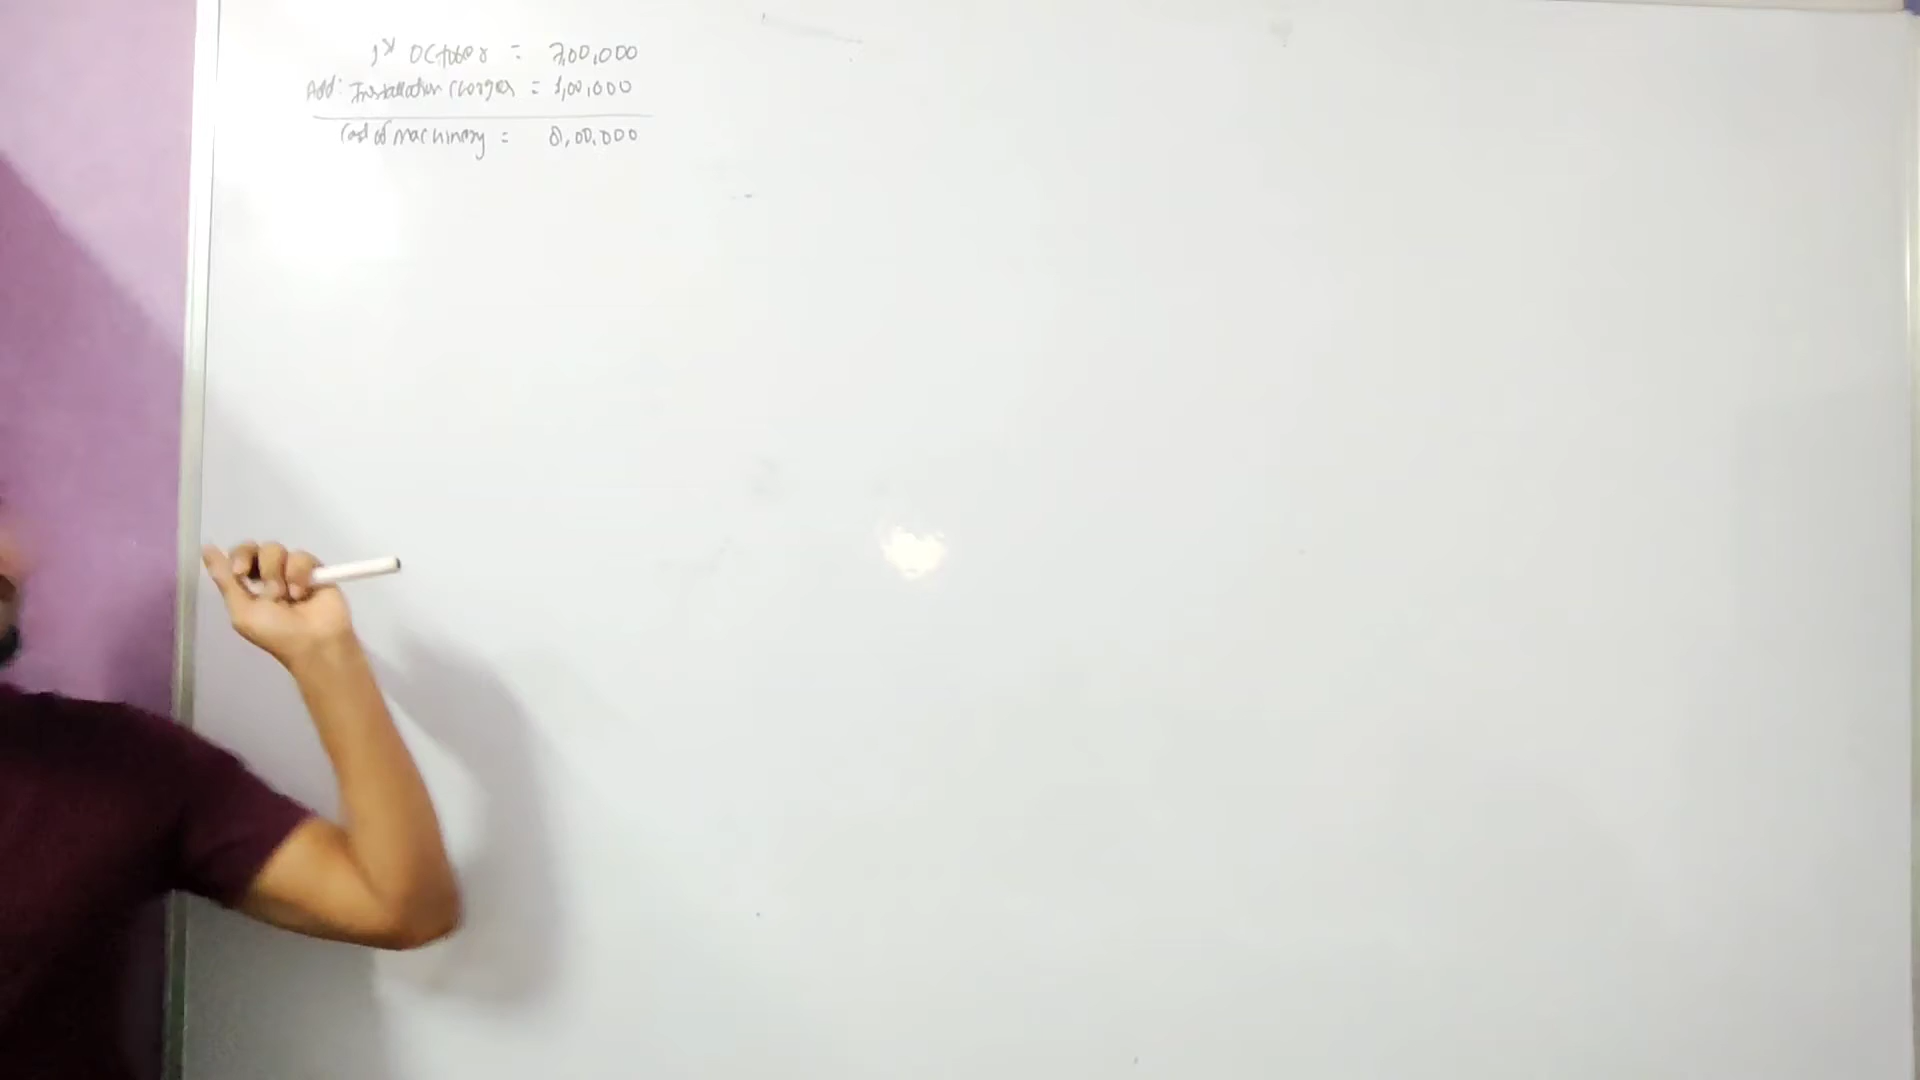 1st October = 7,00,000
Add: Installation Charges = 1,00,000
Cost of machinery = 8,00,000